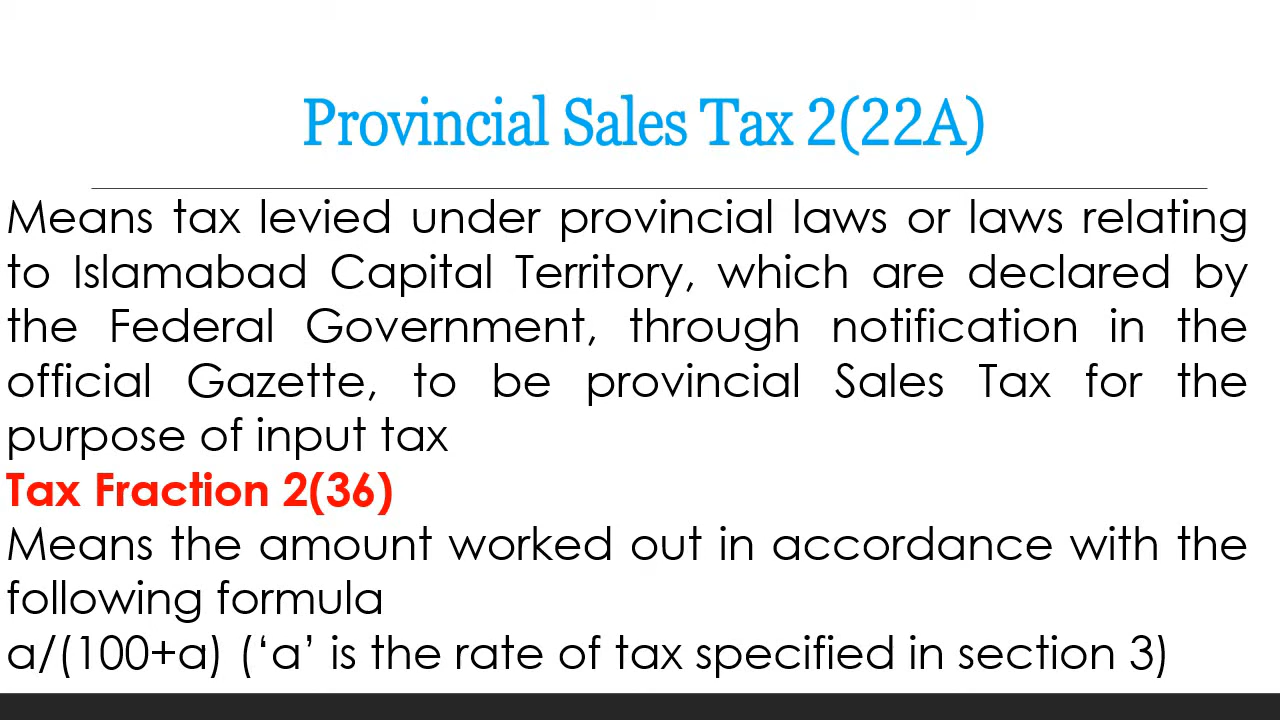 Provincial Sales Tax 2(22A)
Means tax levied under provincial laws or laws relating
to Islamabad Capital Territory, which are declared by
the Federal Government, through notification in the
official Gazette, to be provincial Sales Tax for the
purpose of input tax
Tax Fraction 2(36)
Means the amount worked out in accordance with the
following formula
a/(100+a) (‘a’ is the rate of tax specified in section 3)